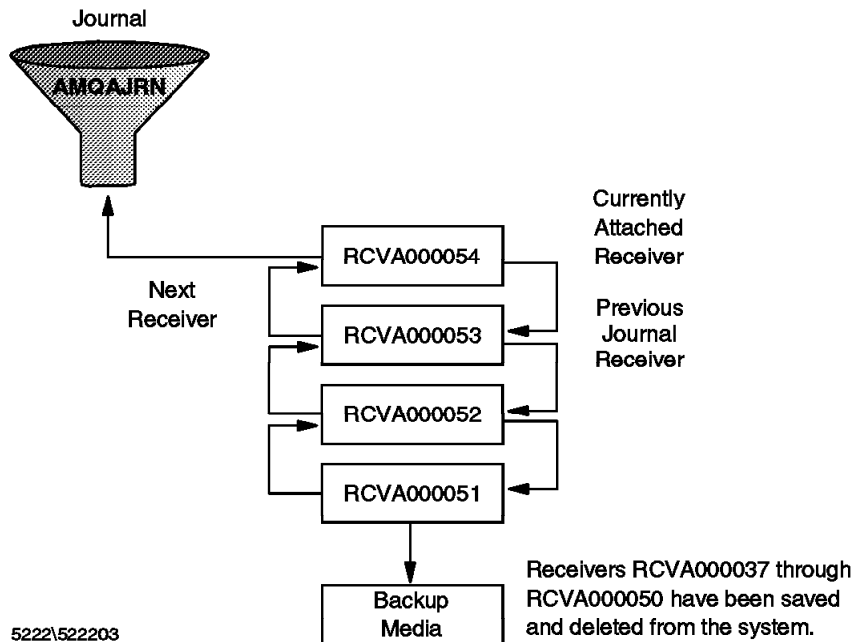 Journal
AMQAJRN
Currently
Attached
Receiver
RCVA000054
Next
Receiver
Previous
Journal
Receiver
RCVA000053
RCVA000052
RCVA000051
Backup
Media
Receivers RCVA000037 through
RCVA000050 have been saved
and deleted from the system.
5222\522203